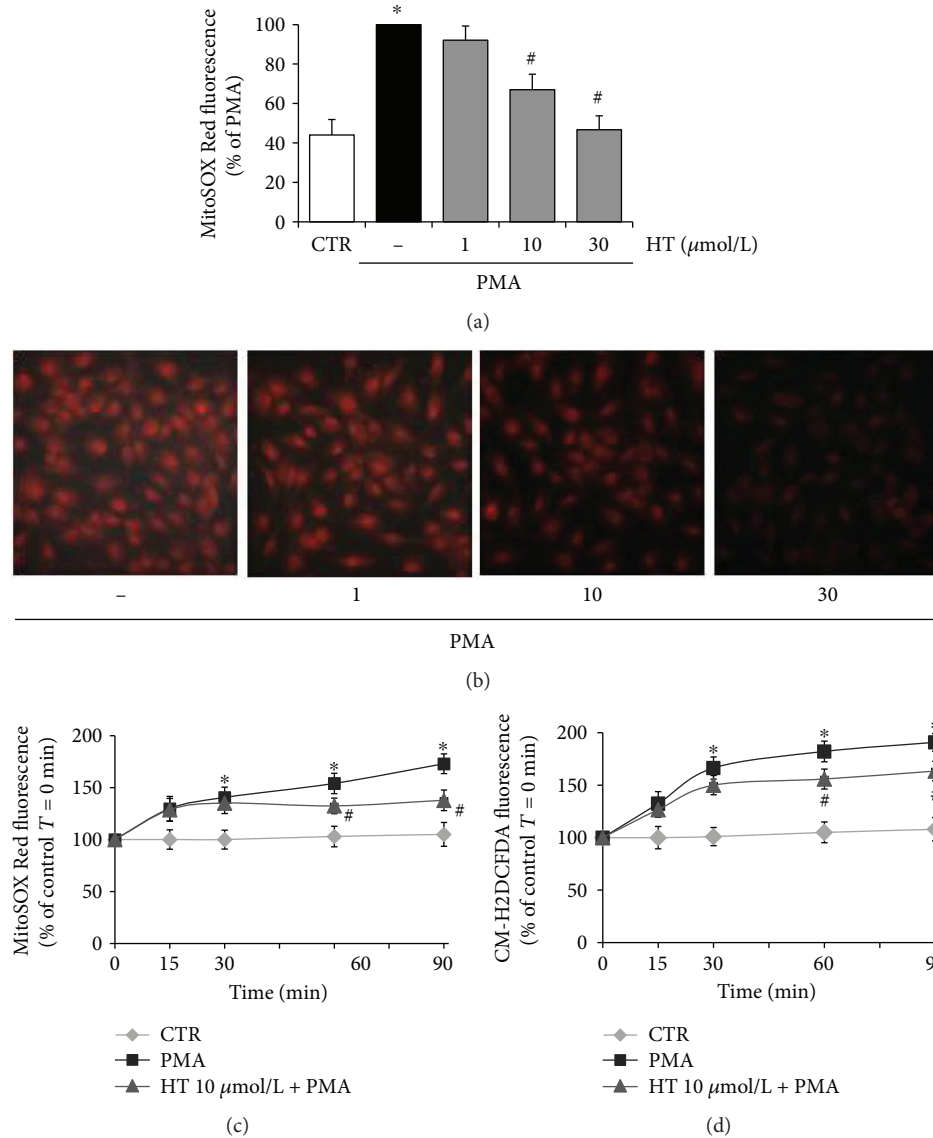 MitoSOX Red fluorescence
(% of PMA)
100
80
60
40
20
0
*
#
#
CTR – 1 10 30 HT (μmol/L)
PMA
(a)
– 1 10 30
PMA
(b)
MitoSOX Red fluorescence
(% of control T = 0 min)
200
150
100
50
0
* * *
# #
0 15 30 60 90
Time (min)
CTR
PMA
HT 10 μmol/L + PMA
(c)
CM-H2DCFDA fluorescence
(% of control T = 0 min)
200
150
100
50
0
* *
#
0 15 30 60
Time (min)
CTR
PMA
HT 10 μmol/L + PMA
(d)